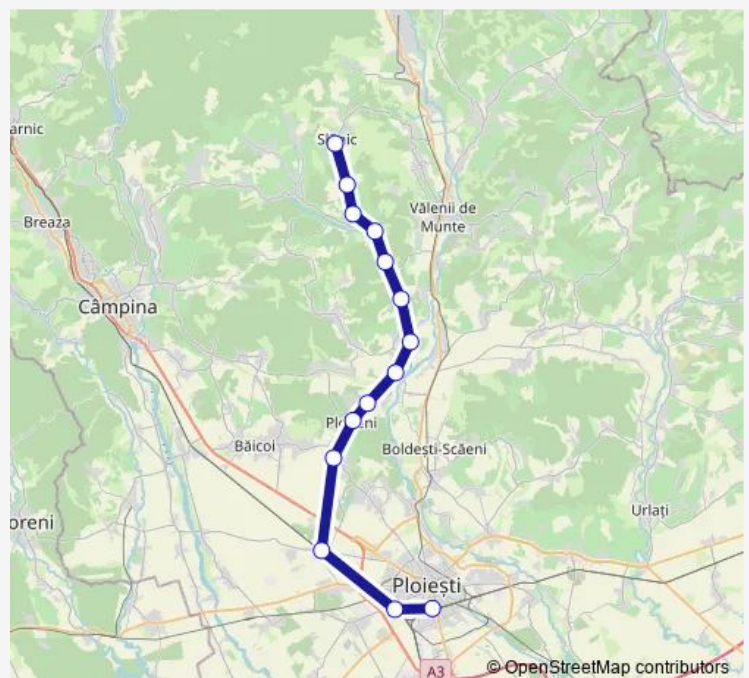 arnic
Vălenii de
Munte
Breaza
Câmpina
Băicoi
Boldești-Scăeni
oreni
Urlați
Ploiești
A3
© OpenStreetMap contributors